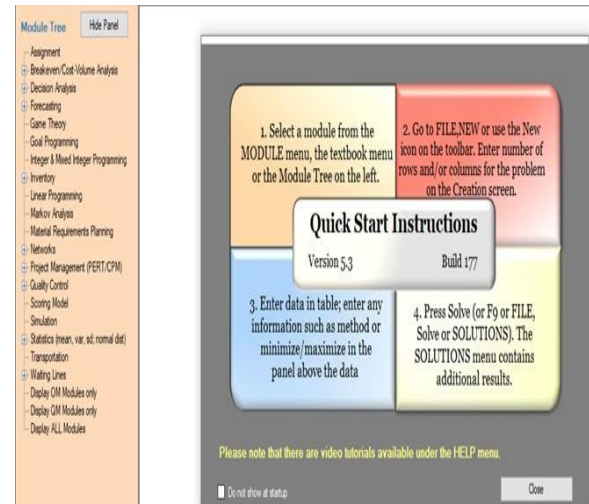 Module Tree
Hide Panel
Assignment
Breakeven/Cost-Volume Analysis
Decision Analysis
Forecasting
Game Theory
Goal Programming
Integer & Mixed Integer Programming
Inventory
Linear Programming
Markov Analysis
Material Requirements Planning
Networks
Project Management (PERT/CPM)
Quality Control
Scoring Model
Simulation
Statistics (mean, var, sd; normal dist)
Transportation
Waiting Lines
Display OM Modules only
Display QM Modules only
Display ALL Modules
1. Select a module from the
MODULE menu, the textbook menu
or the Module Tree on the left.
2. Go to FILE,NEW or use the New
icon on the toolbar. Enter number of
rows and/or columns for the problem
on the Creation screen.
Quick Start Instructions
Version 5.3
Build 177
3. Enter data in table; enter any
information such as method or
minimize/maximize in the
panel above the data
4. Press Solve (or F9 or FILE,
Solve or SOLUTIONS). The
SOLUTIONS menu contains
additional results.
Please note that there are video tutorials available under the HELP menu.
Do not show at startup
Close